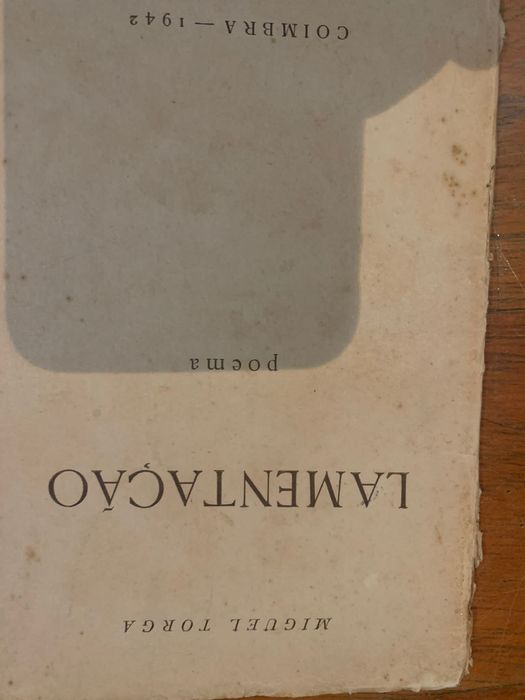 MIGUEL TORGA
LAMENTAÇÃO
poema
COIMBRA — 1942